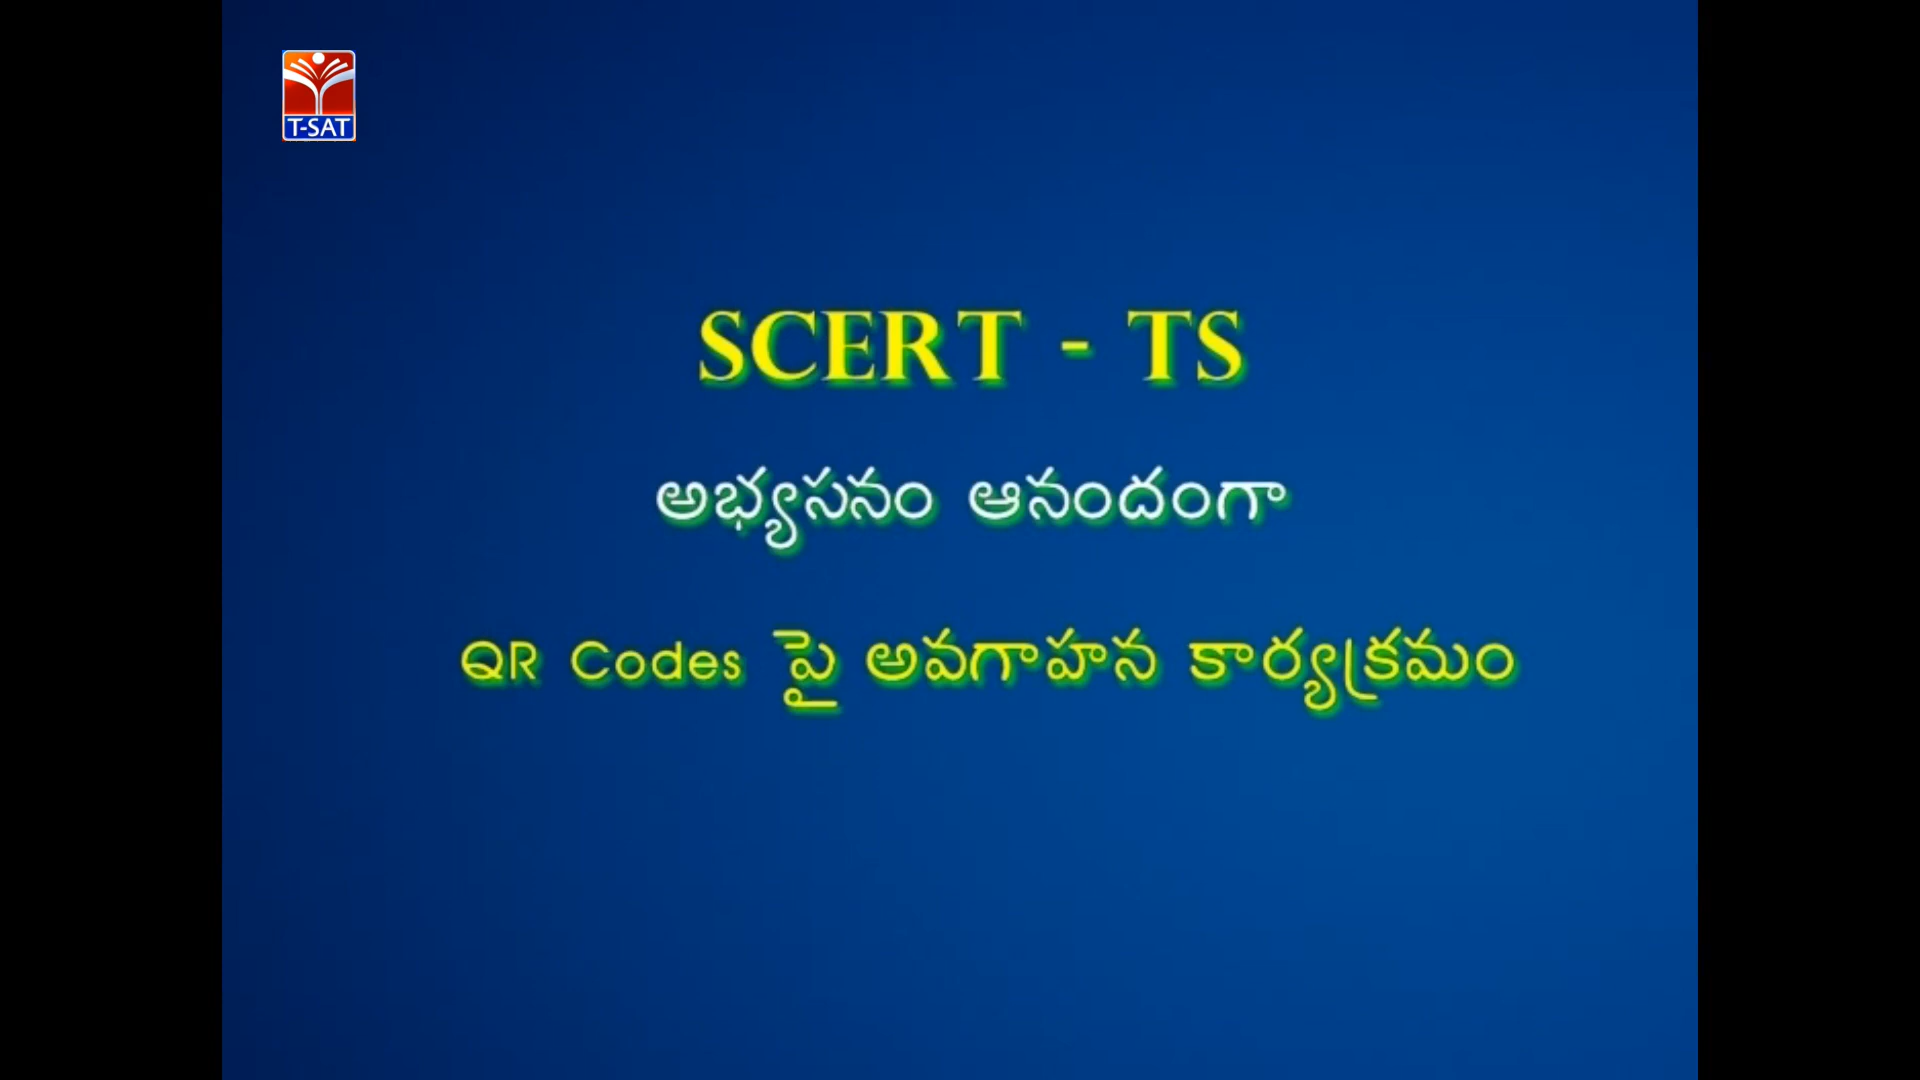 T-SAT
SCERT - TS
అభ్యసనం ఆనందంగా
QR Codes పై అవగాహన కార్యక్రమం